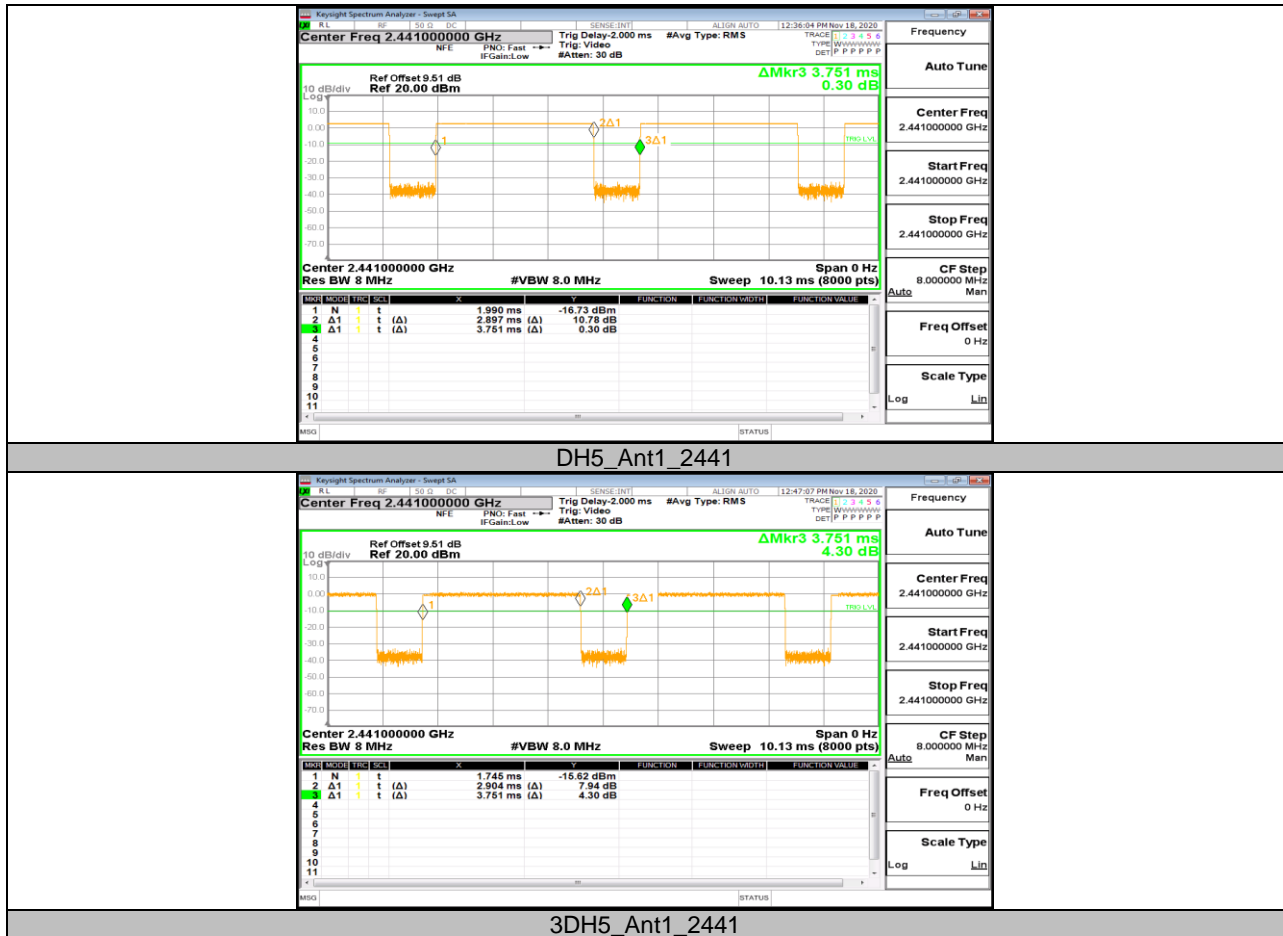 Keysight Spectrum Analyzer - Swept SA
RL RF 50 Ω DC SENSE:INT ALIGN AUTO 12:36:04 PM Nov 18, 2020
Center Freq 2.441000000 GHz
NFE PNO: Fast IFGain:Low
Trig Delay-2.000 ms #Avg Type: RMS
Trig: Video
#Atten: 30 dB
TRACE 1 2 3 4 5 6
TYPE WWWWWW
DET P P P P P P
ΔMkr3 3.751 ms
0.30 dB
Ref Offset 9.51 dB
10 dB/div Ref 20.00 dBm
Log
10.0
0.00
-10.0
-20.0
-30.0
-40.0
-50.0
-60.0
-70.0
1
2Δ1
3Δ1
TRIG LVL
Center 2.441000000 GHz Span 0 Hz
Res BW 8 MHz #VBW 8.0 MHz Sweep 10.13 ms (8000 pts)
MKR MODE TRC SCL X Y FUNCTION FUNCTION WIDTH FUNCTION VALUE
1 N 1 t 1.990 ms -16.73 dBm
2 Δ1 1 t (Δ) 2.897 ms (Δ) 10.78 dB
3 Δ1 1 t (Δ) 3.751 ms (Δ) 0.30 dB
4
5
6
7
8
9
10
11
MSG STATUS
Frequency
Auto Tune
Center Freq
2.441000000 GHz
Start Freq
2.441000000 GHz
Stop Freq
2.441000000 GHz
CF Step
8.000000 MHz
Auto Man
Freq Offset
0 Hz
Scale Type
Log Lin
DH5_Ant1_2441
Keysight Spectrum Analyzer - Swept SA
RL RF 50 Ω DC SENSE:INT ALIGN AUTO 12:47:07 PM Nov 18, 2020
Center Freq 2.441000000 GHz
NFE PNO: Fast IFGain:Low
Trig Delay-2.000 ms #Avg Type: RMS
Trig: Video
#Atten: 30 dB
TRACE 1 2 3 4 5 6
TYPE WWWWWW
DET P P P P P P
ΔMkr3 3.751 ms
4.30 dB
Ref Offset 9.51 dB
10 dB/div Ref 20.00 dBm
Log
10.0
0.00
-10.0
-20.0
-30.0
-40.0
-50.0
-60.0
-70.0
1
2Δ1
3Δ1
TRIG LVL
Center 2.441000000 GHz Span 0 Hz
Res BW 8 MHz #VBW 8.0 MHz Sweep 10.13 ms (8000 pts)
MKR MODE TRC SCL X Y FUNCTION FUNCTION WIDTH FUNCTION VALUE
1 N 1 t 1.745 ms -15.62 dBm
2 Δ1 1 t (Δ) 2.904 ms (Δ) 7.94 dB
3 Δ1 1 t (Δ) 3.751 ms (Δ) 4.30 dB
4
5
6
7
8
9
10
11
MSG STATUS
Frequency
Auto Tune
Center Freq
2.441000000 GHz
Start Freq
2.441000000 GHz
Stop Freq
2.441000000 GHz
CF Step
8.000000 MHz
Auto Man
Freq Offset
0 Hz
Scale Type
Log Lin
3DH5_Ant1_2441